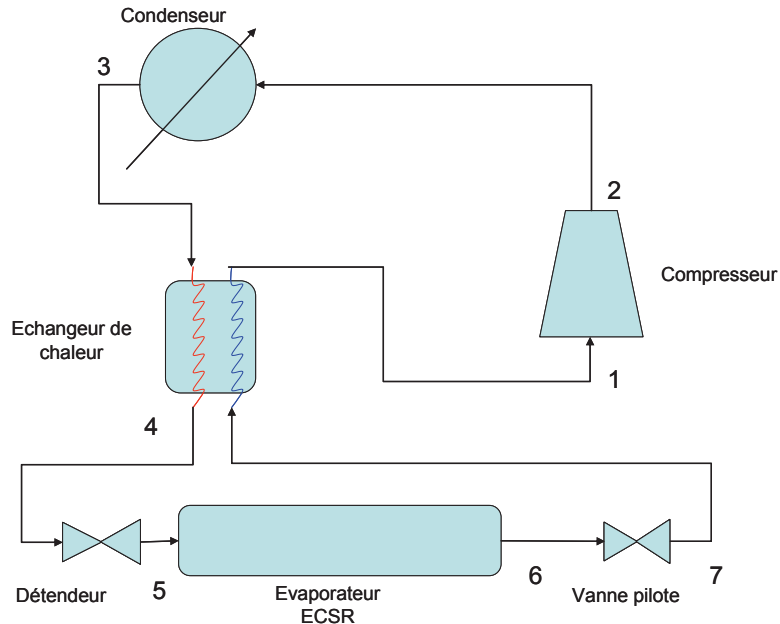 Condenseur
3
2
Compresseur
Echangeur de
chaleur
1
4
5
6
7
Détendeur
Evaporateur
ECSR
Vanne pilote